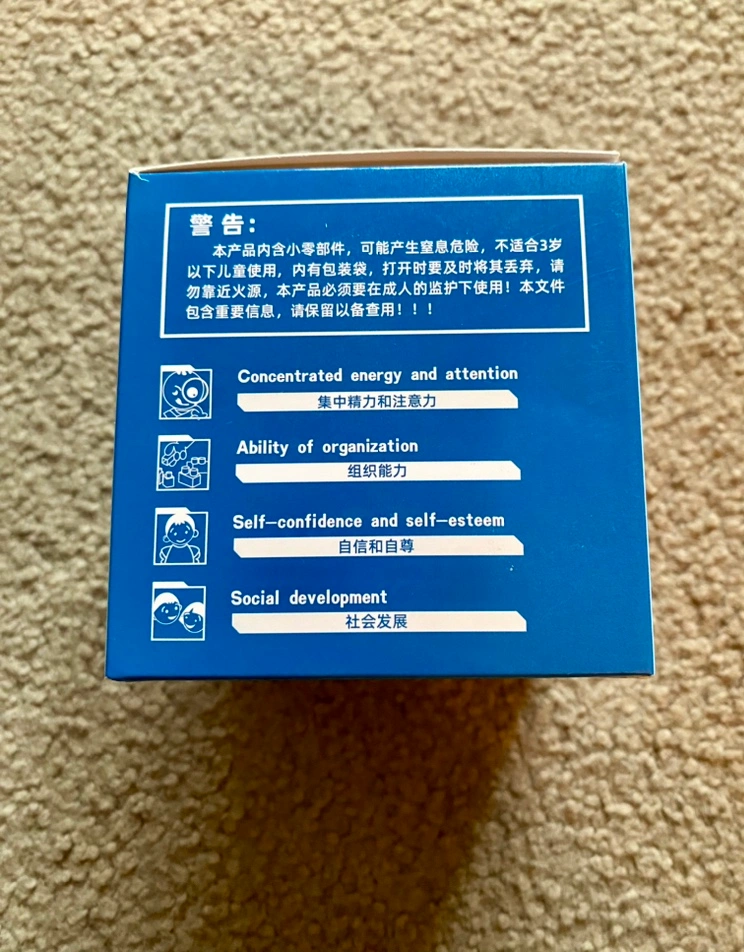 警告：
本产品内含小零部件，可能产生窒息危险，不适合3岁
以下儿童使用，内有包装袋，打开时要及时将其丢弃，请
勿靠近火源，本产品必须要在成人的监护下使用！本文件
包含重要信息，请保留以备查用！！！
Concentrated energy and attention
集中精力和注意力
Ability of organization
组织能力
Self-confidence and self-esteem
自信和自尊
Social development
社会发展